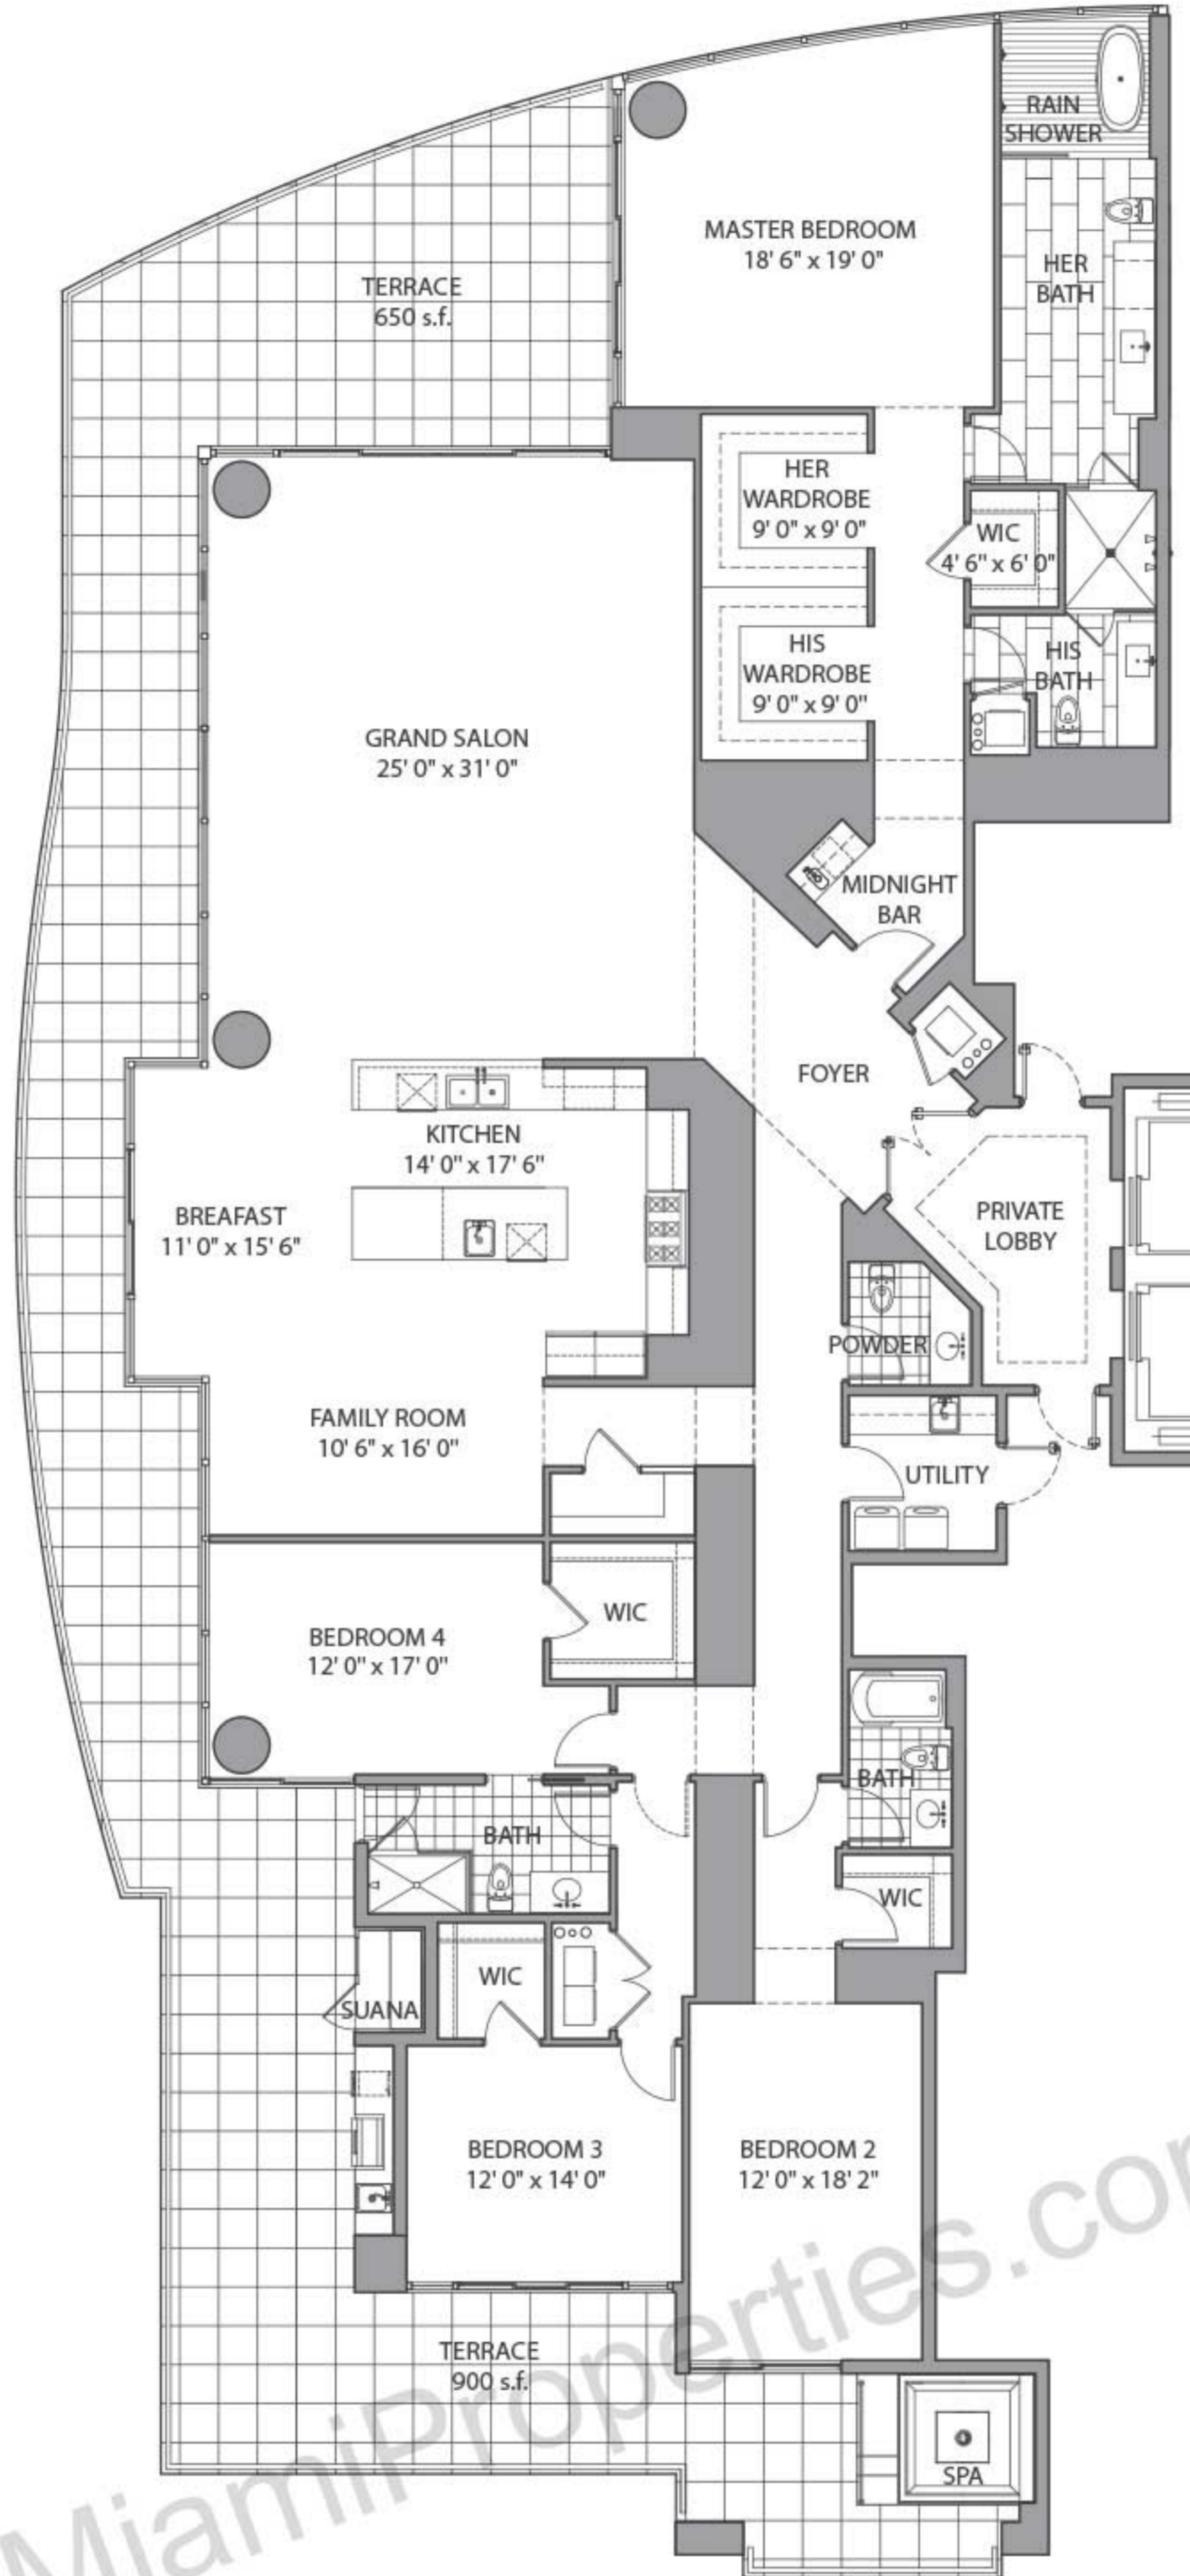 RAIN
SHOWER
MASTER BEDROOM
18' 6" x 19' 0"
HER
BATH
TERRACE
650 s.f.
HER
WARDROBE
9' 0" x 9' 0"
WIC
4' 6" x 6' 0"
HIS
WARDROBE
9' 0" x 9' 0"
HIS
BATH
GRAND SALON
25' 0" x 31' 0"
MIDNIGHT
BAR
FOYER
KITCHEN
14' 0" x 17' 6"
BREAFAST
11' 0" x 15' 6"
PRIVATE
LOBBY
POWDER
FAMILY ROOM
10' 6" x 16' 0"
UTILITY
WIC
BEDROOM 4
12' 0" x 17' 0"
BATH
BATH
WIC
WIC
SUANA
BEDROOM 3
12' 0" x 14' 0"
BEDROOM 2
12' 0" x 18' 2"
TERRACE
900 s.f.
SPA
MiamiProperties.com